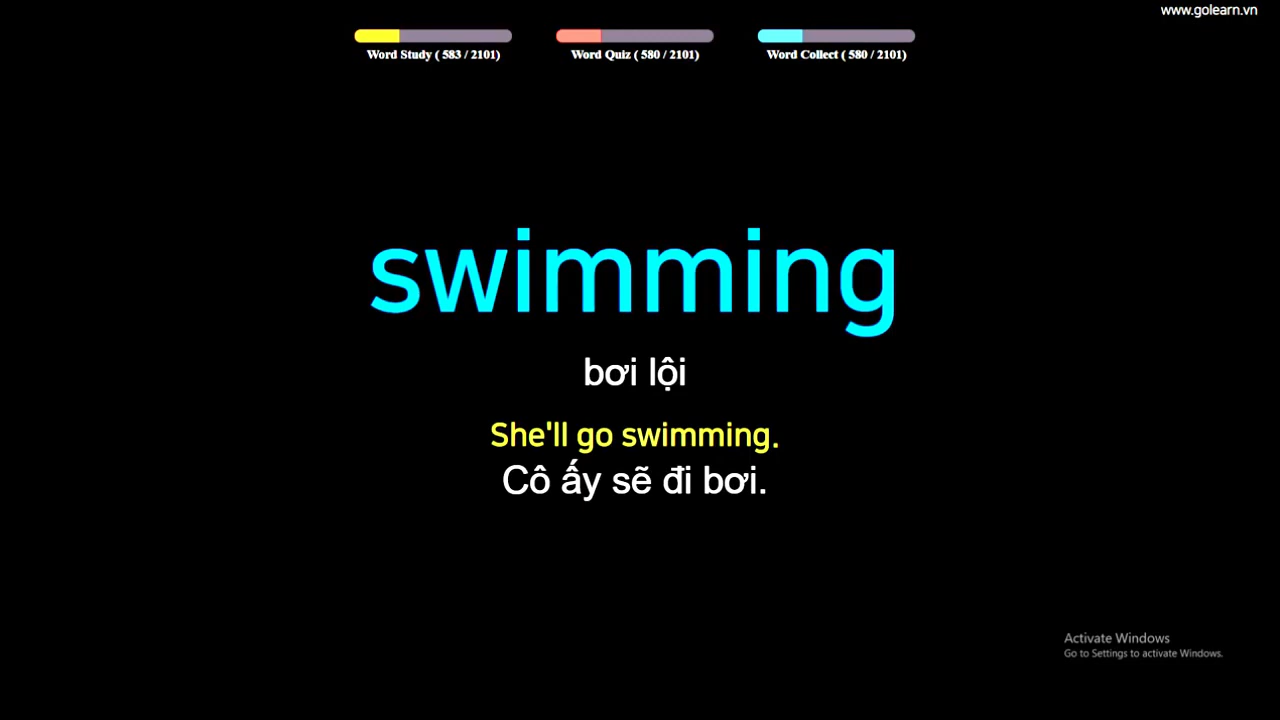 www.golearn.vn
Word Study ( 583 / 2101) Word Quiz ( 580 / 2101) Word Collect ( 580 / 2101)
swimming
bơi lội
She'll go swimming.
Cô ấy sẽ đi bơi.
Activate Windows
Go to Settings to activate Windows.